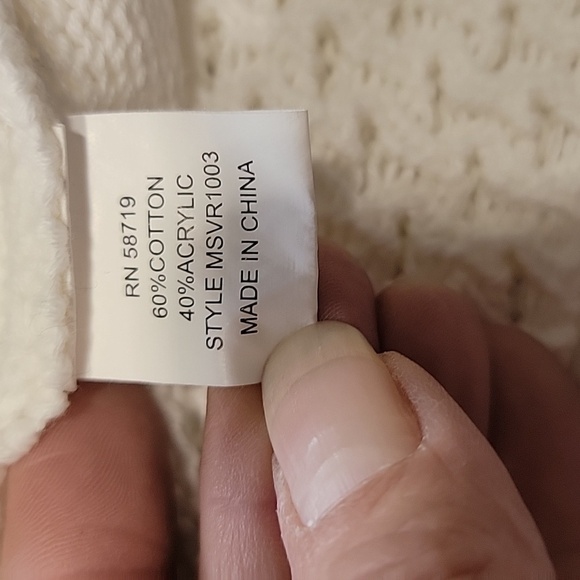 RN 58719
60%COTTON
40%ACRYLIC
STYLE MSVR1003
MADE IN CHINA